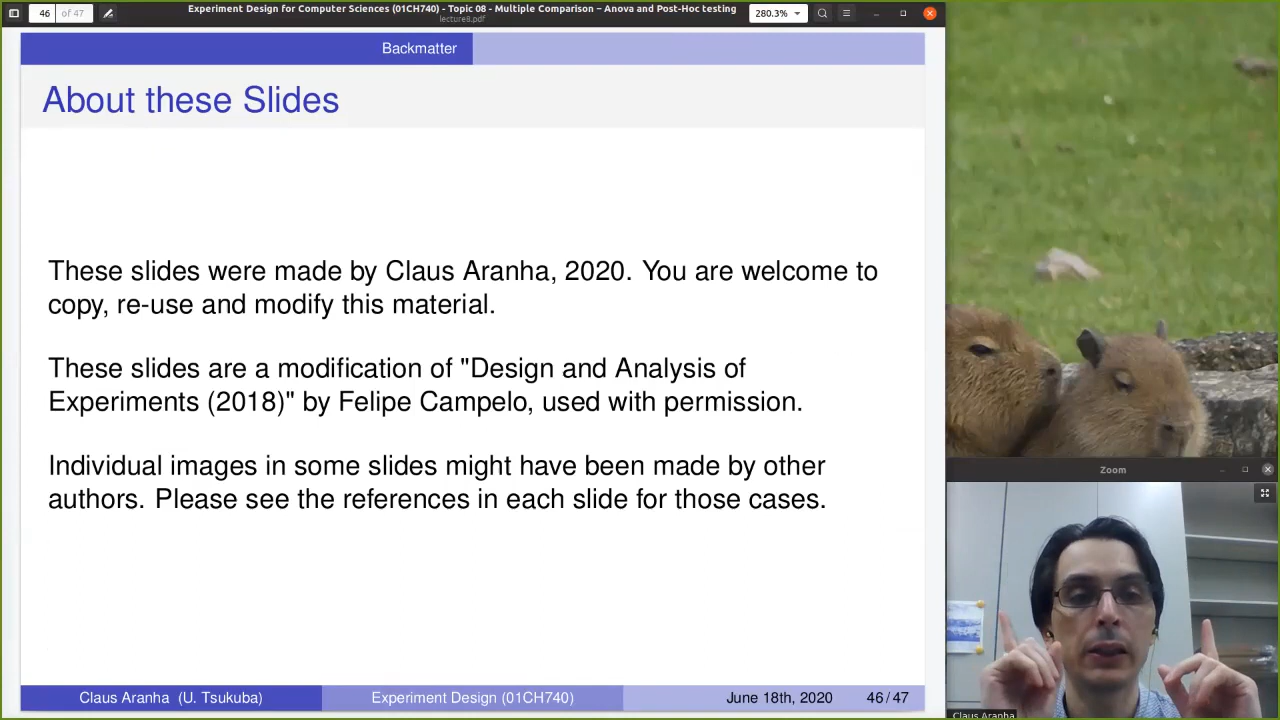 46 of 47
Experiment Design for Computer Sciences (01CH740) - Topic 08 - Multiple Comparison – Anova and Post-Hoc testing
lecture8.pdf
280.3%
Backmatter
About these Slides
These slides were made by Claus Aranha, 2020. You are welcome to
copy, re-use and modify this material.
These slides are a modification of "Design and Analysis of
Experiments (2018)" by Felipe Campelo, used with permission.
Individual images in some slides might have been made by other
authors. Please see the references in each slide for those cases.
Claus Aranha (U. Tsukuba)
Experiment Design (01CH740)
June 18th, 2020
46 / 47
Zoom
Claus Aranha